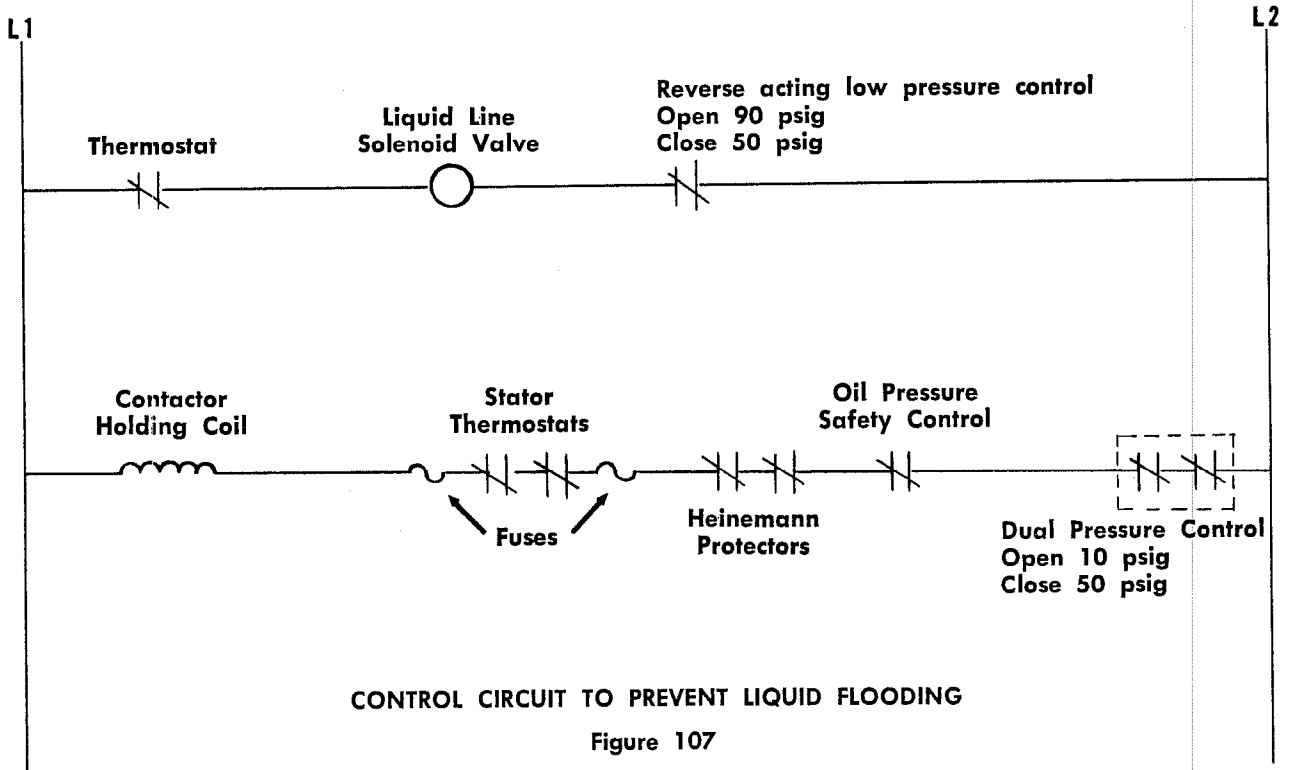 L1
L2
Reverse acting low pressure control
Open 90 psig
Close 50 psig
Liquid Line
Solenoid Valve
Thermostat
Contactor
Holding Coil
Stator
Thermostats
Oil Pressure
Safety Control
Fuses
Heinemann
Protectors
Dual Pressure Control
Open 10 psig
Close 50 psig
CONTROL CIRCUIT TO PREVENT LIQUID FLOODING
Figure 107